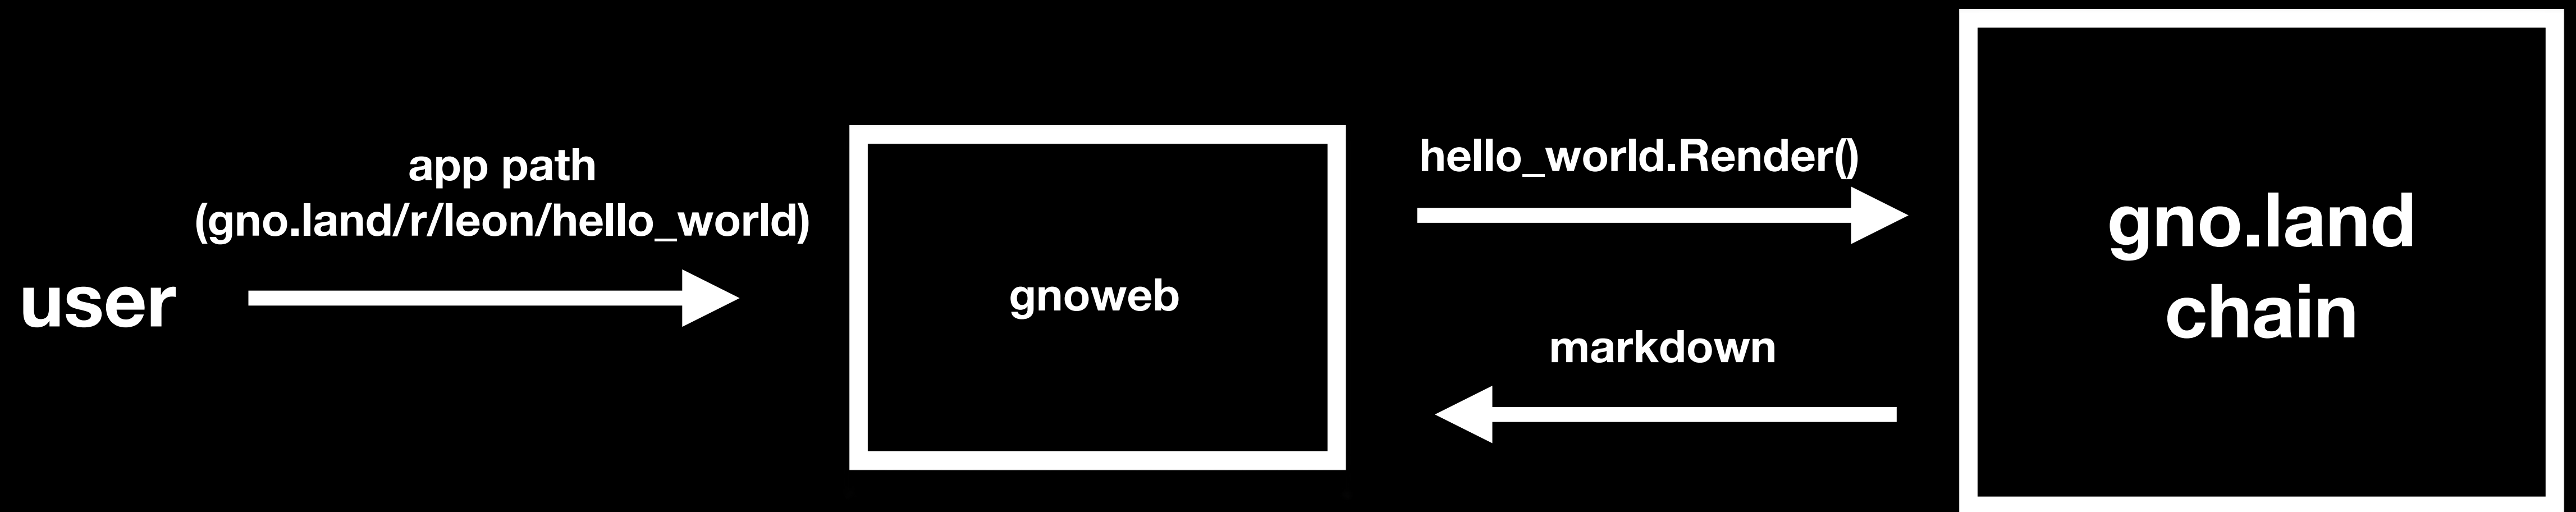 app path
(gno.land/r/leon/hello_world)
user
gnoweb
hello_world.Render()
markdown
gno.land
chain